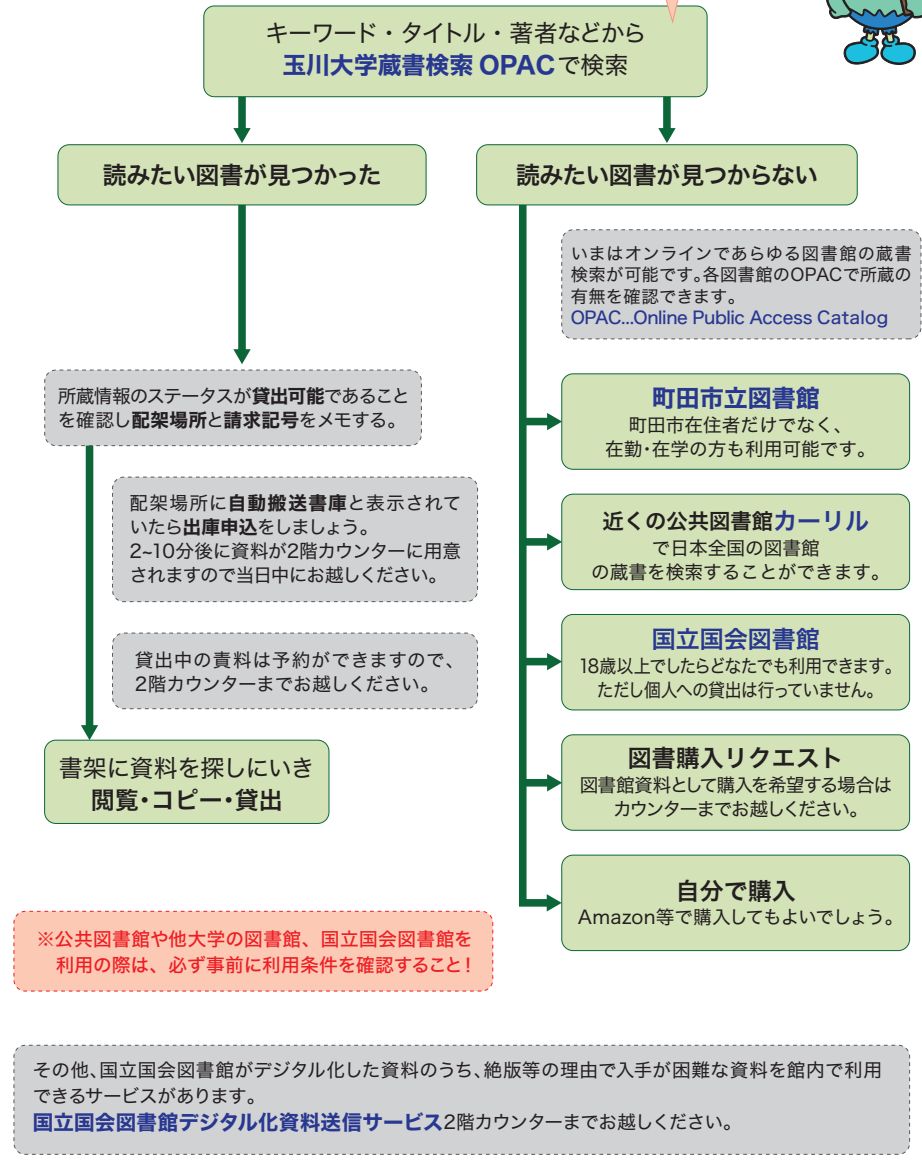 キーワード・タイトル・著者などから
玉川大学蔵書検索 OPACで検索
読みたい図書が見つかった
読みたい図書が見つからない
いまはオンラインであらゆる図書館の蔵書
検索が可能です。各図書館のOPACで所蔵の
有無を確認できます。
OPAC...Online Public Access Catalog
所蔵情報のステータスが貸出可能であること
を確認し配架場所と請求記号をメモする。
配架場所に自動搬送書庫と表示されて
いたら出庫申込をしましょう。
2~10分後に資料が2階カウンターに用意
されますので当日中にお越しください。
貸出中の責料は予約ができますので、
2階カウンターまでお越しください。
書架に資料を探しにいき
閲覧・コピー・貸出
町田市立図書館
町田市在住者だけでなく、
在勤・在学の方も利用可能です。
近くの公共図書館カーリル
で日本全国の図書館
の蔵書を検索することができます。
国立国会図書館
18歳以上でしたらどなたでも利用できます。
ただし個人への貸出は行っていません。
図書購入リクエスト
図書館資料として購入を希望する場合は
カウンターまでお越しください。
自分で購入
Amazon等で購入してもよいでしょう。
※公共図書館や他大学の図書館、国立国会図書館を
利用の際は、必ず事前に利用条件を確認すること!
その他、国立国会図書館がデジタル化した資料のうち、絶版等の理由で入手が困難な資料を館内で利用
できるサービスがあります。
国立国会図書館デジタル化資料送信サービス2階カウンターまでお越しください。